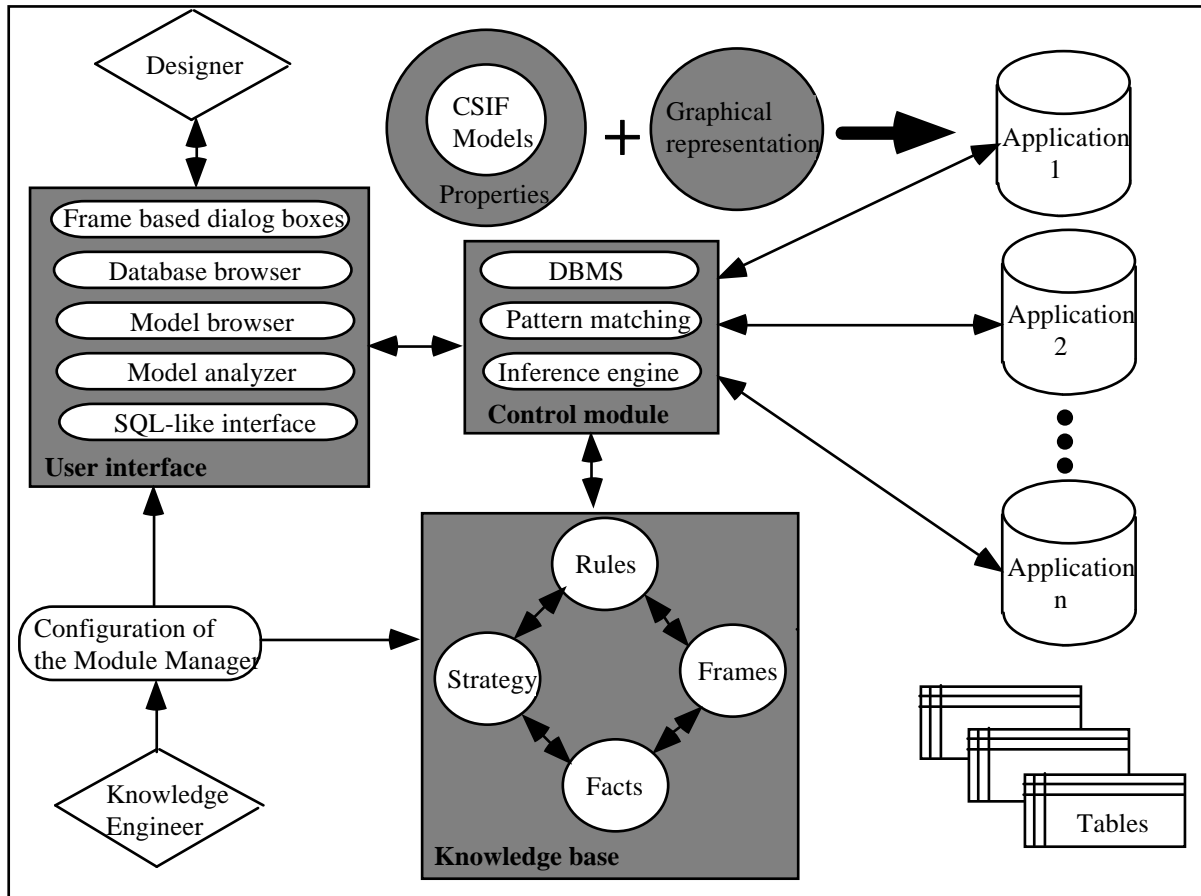 Designer
CSIF
Models
Properties
+
Graphical
representation
Application
1
Frame based dialog boxes
Database browser
Model browser
Model analyzer
SQL-like interface
User interface
DBMS
Pattern matching
Inference engine
Control module
Application
2
Application
n
Configuration of
the Module Manager
Knowledge
Engineer
Rules
Strategy
Frames
Facts
Knowledge base
Tables